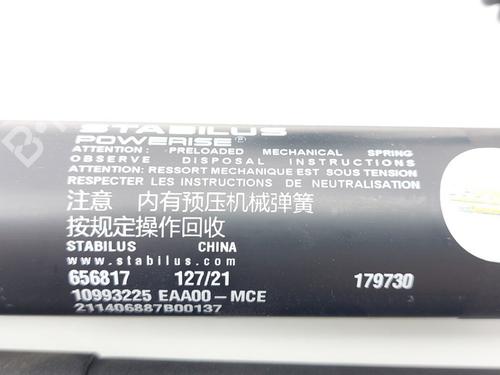 STABILUS
POWERISE®
ATTENTION: PRELOADED MECHANICAL SPRING
OBSERVE DISPOSAL INSTRUCTIONS
ATTENTION: RESSORT MECHANIQUE EST SOUS TENSION
RESPECTER LES INSTRUCTIONS DE NEUTRALISATION
注意 内有预压机械弹簧
按规定操作回收
STABILUS CHINA
www.stabilus.com
656817 127/21 179730
10993225 EAA00-MCE
211406887B00137